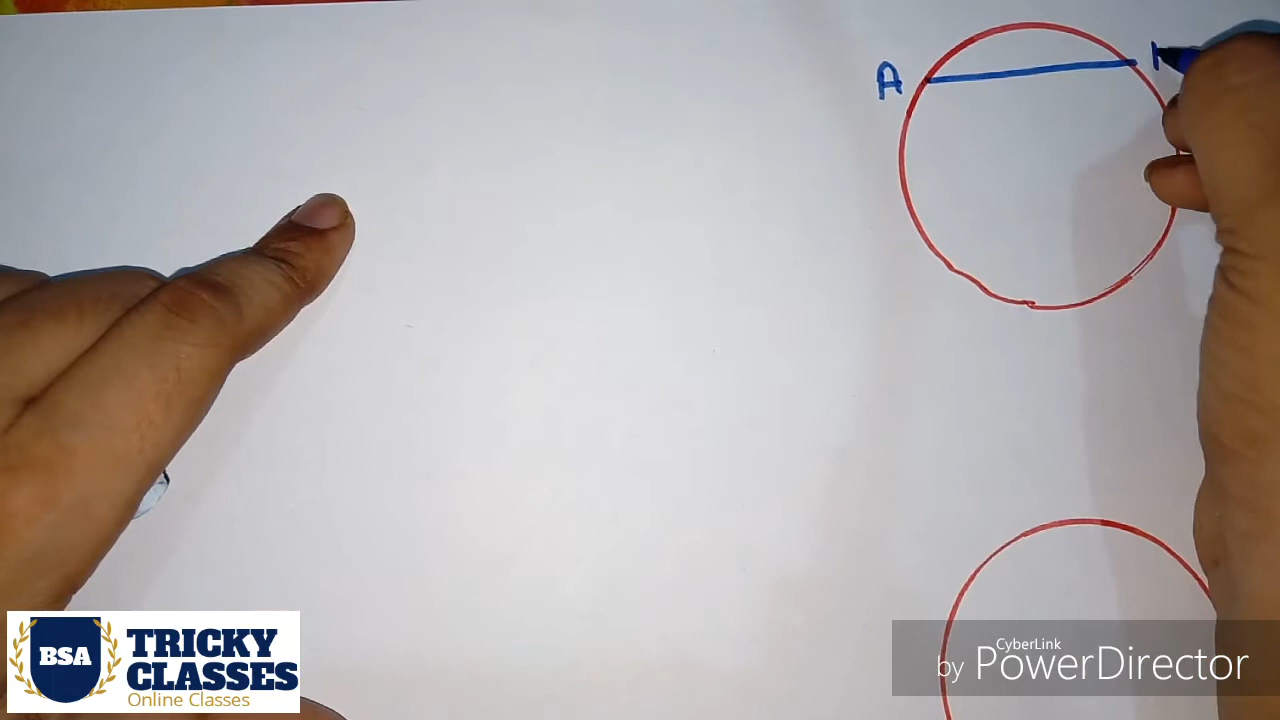 A
BSA
TRICKY
CLASSES
Online Classes
CyberLink
by PowerDirector